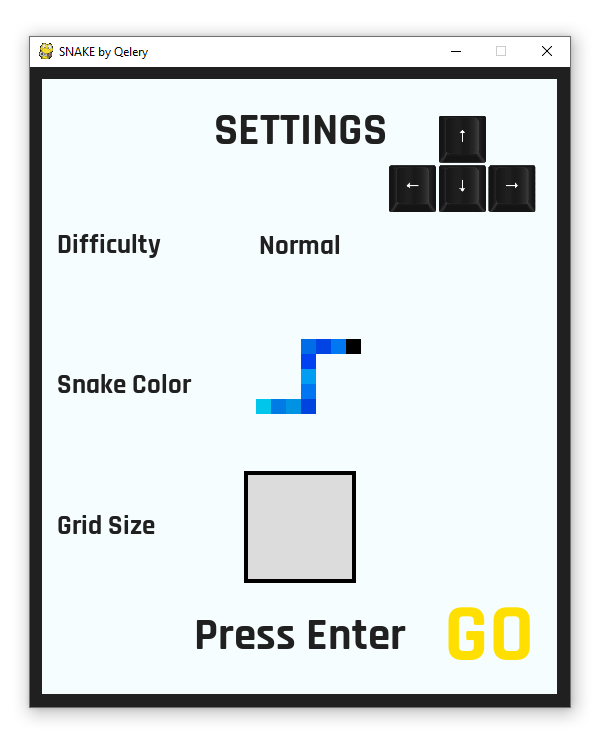 SNAKE by Qelery
SETTINGS
↑
← ↓ →
Difficulty Normal
Snake Color
Grid Size
Press Enter GO